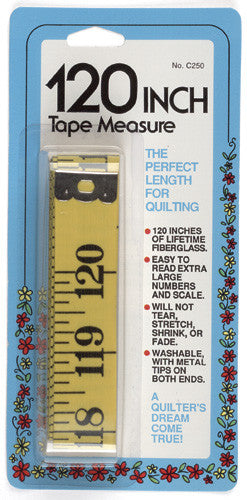 No. C250
120 INCH
Tape Measure
THE
PERFECT
LENGTH
FOR
QUILTING
• 120 INCHES
OF LIFETIME
FIBERGLASS.
• EASY TO
READ EXTRA
LARGE
NUMBERS
AND SCALE.
• WILL NOT
TEAR,
STRETCH,
SHRINK, OR
FADE.
• WASHABLE,
WITH METAL
TIPS ON
BOTH ENDS.
A
QUILTER'S
DREAM
COME
TRUE!
120
119
118